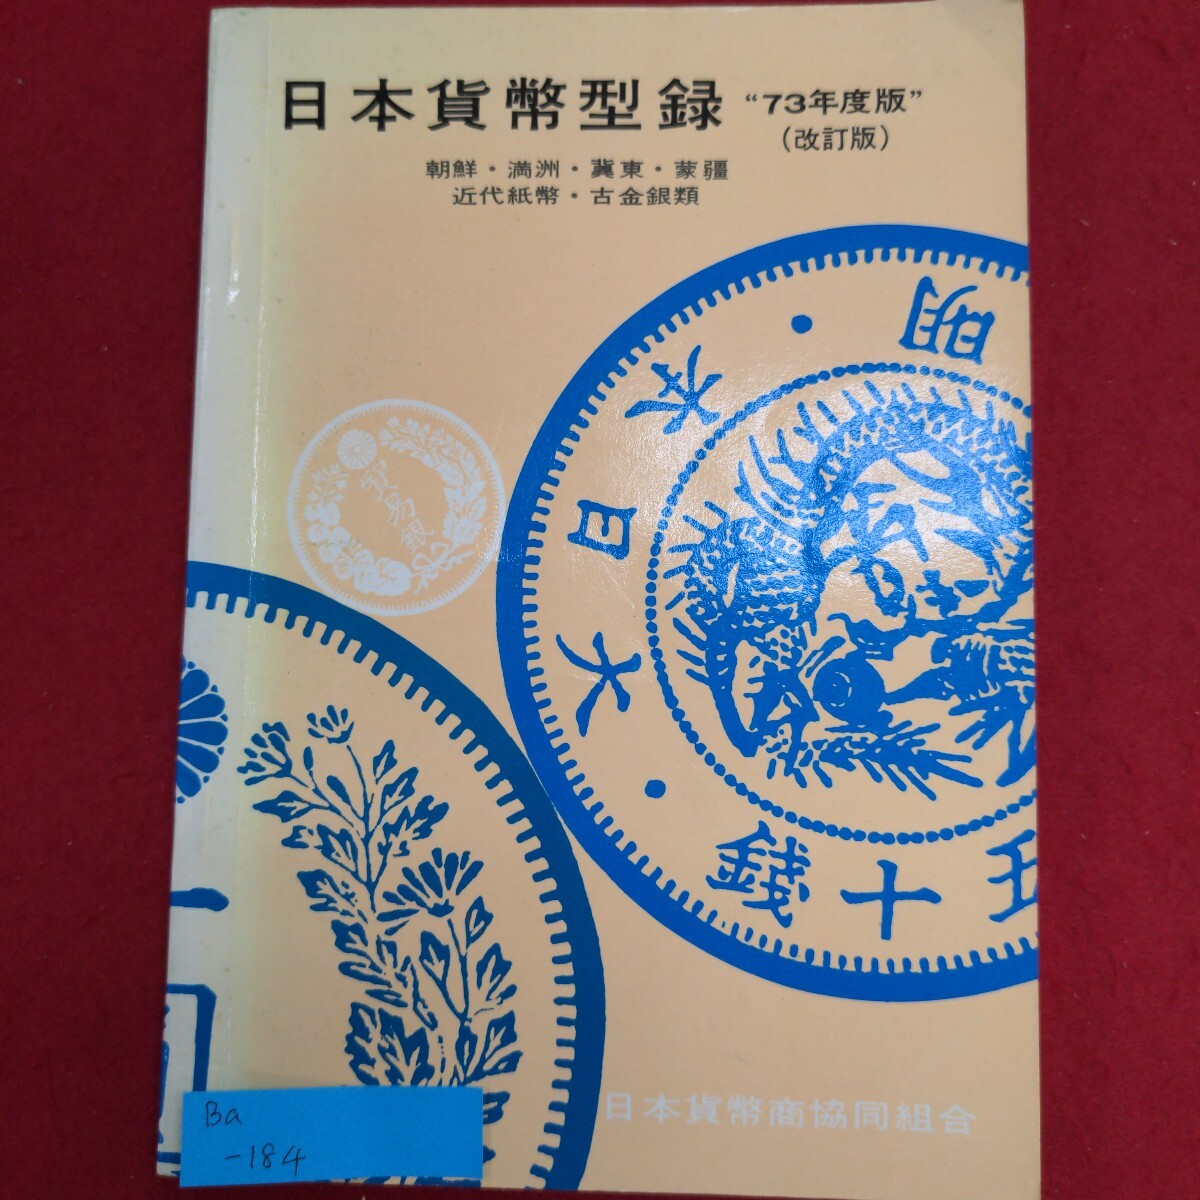 日本貨幣型録 “73年度版”
(改訂版)
朝鮮・満洲・冀東・蒙疆
近代紙幣・古金銀類
明
・本日大・
五十錢
貿易銀
一
圓
日本貨幣商協同組合
Ba
-184